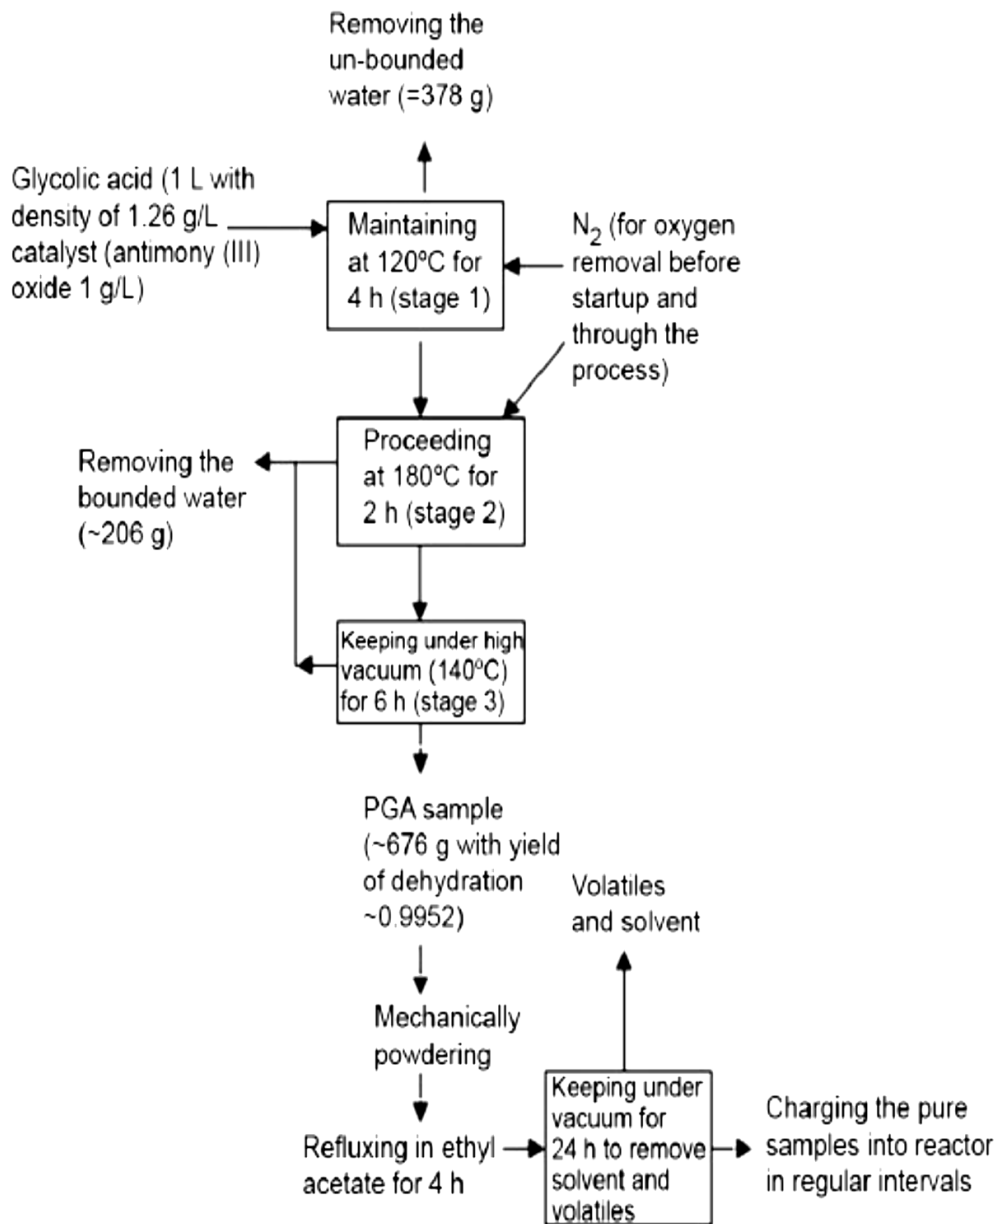 Removing the
un-bounded
water (=378 g)
Glycolic acid (1 L with
density of 1.26 g/L
catalyst (antimony (III)
oxide 1 g/L)
Maintaining
at 120ºC for
4 h (stage 1)
N2 (for oxygen
removal before
startup and
through the
process)
Proceeding
at 180ºC for
2 h (stage 2)
Removing the
bounded water
(~206 g)
Keeping under high
vacuum (140ºC)
for 6 h (stage 3)
PGA sample
(~676 g with yield
of dehydration
~0.9952)
Volatiles
and solvent
Mechanically
powdering
Refluxing in ethyl
acetate for 4 h
Keeping under
vacuum for
24 h to remove
solvent and
volatiles
Charging the pure
samples into reactor
in regular intervals